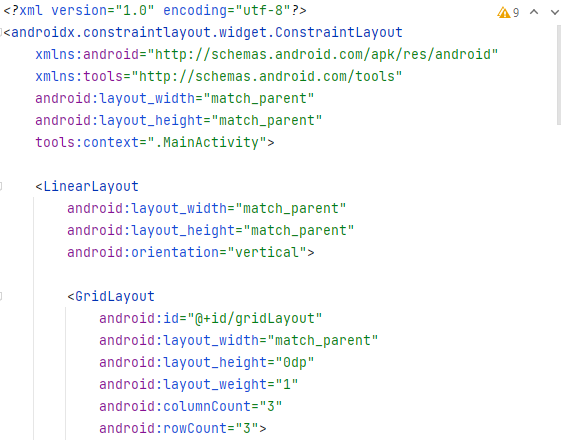 <?xml version="1.0" encoding="utf-8"?>
9
<androidx.constraintlayout.widget.ConstraintLayout
    xmlns:android="http://schemas.android.com/apk/res/android"
    xmlns:tools="http://schemas.android.com/tools"
    android:layout_width="match_parent"
    android:layout_height="match_parent"
    tools:context=".MainActivity">

    <LinearLayout
        android:layout_width="match_parent"
        android:layout_height="match_parent"
        android:orientation="vertical">

        <GridLayout
            android:id="@+id/gridLayout"
            android:layout_width="match_parent"
            android:layout_height="0dp"
            android:layout_weight="1"
            android:columnCount="3"
            android:rowCount="3">